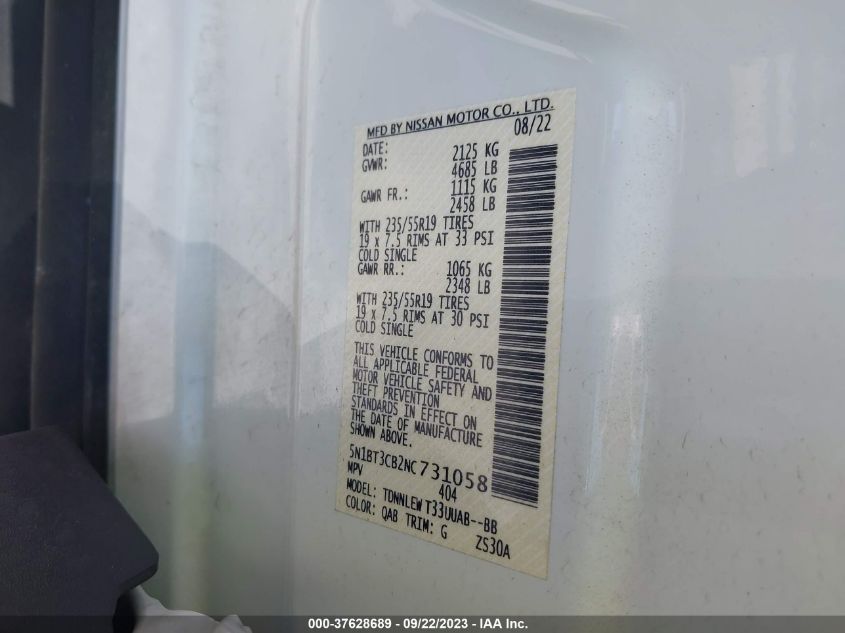 MFD BY NISSAN MOTOR CO., LTD.
DATE: 08/22
GVWR: 2125 KG
4685 LB
GAWR FR.: 1115 KG
2458 LB
WITH 235/55R19 TIRES
19 x 7.5 RIMS AT 33 PSI
COLD SINGLE
GAWR RR.: 1065 KG
2348 LB
WITH 235/55R19 TIRES
19 x 7.5 RIMS AT 30 PSI
COLD SINGLE
THIS VEHICLE CONFORMS TO
ALL APPLICABLE FEDERAL
MOTOR VEHICLE SAFETY AND
THEFT PREVENTION
STANDARDS IN EFFECT ON
THE DATE OF MANUFACTURE
SHOWN ABOVE.
5N1BT3CB2NC731058
MPV 404
MODEL: TDNNLEW T33UUAB--BB
COLOR: QAB TRIM: G ZS30A
000-37628689 - 09/22/2023 - IAA Inc.